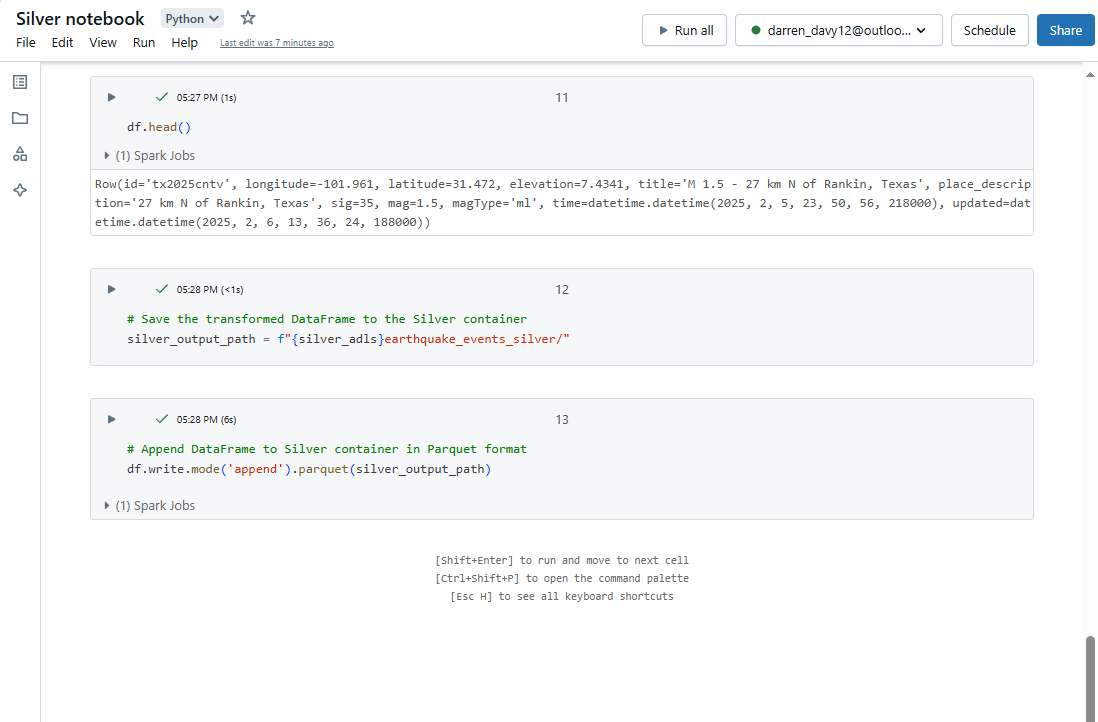 Silver notebook Python
File Edit View Run Help Last edit was 7 minutes ago
Run all darren_davy12@outloo... Schedule Share
05:27 PM (1s) 11
df.head()
(1) Spark Jobs
Row(id='tx2025cntv', longitude=-101.961, latitude=31.472, elevation=7.4341, title='M 1.5 - 27 km N of Rankin, Texas', place_descrip
tion='27 km N of Rankin, Texas', sig=35, mag=1.5, magType='ml', time=datetime.datetime(2025, 2, 5, 23, 50, 56, 218000), updated=dat
etime.datetime(2025, 2, 6, 13, 36, 24, 188000))
05:28 PM (<1s) 12
# Save the transformed DataFrame to the Silver container
silver_output_path = f"{silver_adls}earthquake_events_silver/"
05:28 PM (6s) 13
# Append DataFrame to Silver container in Parquet format
df.write.mode('append').parquet(silver_output_path)
(1) Spark Jobs
[Shift+Enter] to run and move to next cell
[Ctrl+Shift+P] to open the command palette
[Esc H] to see all keyboard shortcuts